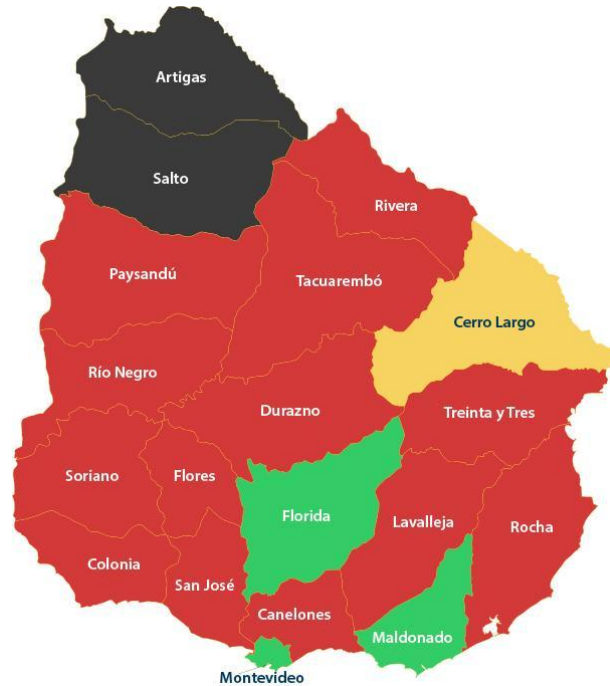 Artigas
Salto
Rivera
Paysandú
Tacuarembó
Cerro Largo
Río Negro
Durazno
Treinta y Tres
Soriano
Flores
Florida
Lavalleja
Rocha
Colonia
San José
Canelones
Maldonado
Montevideo